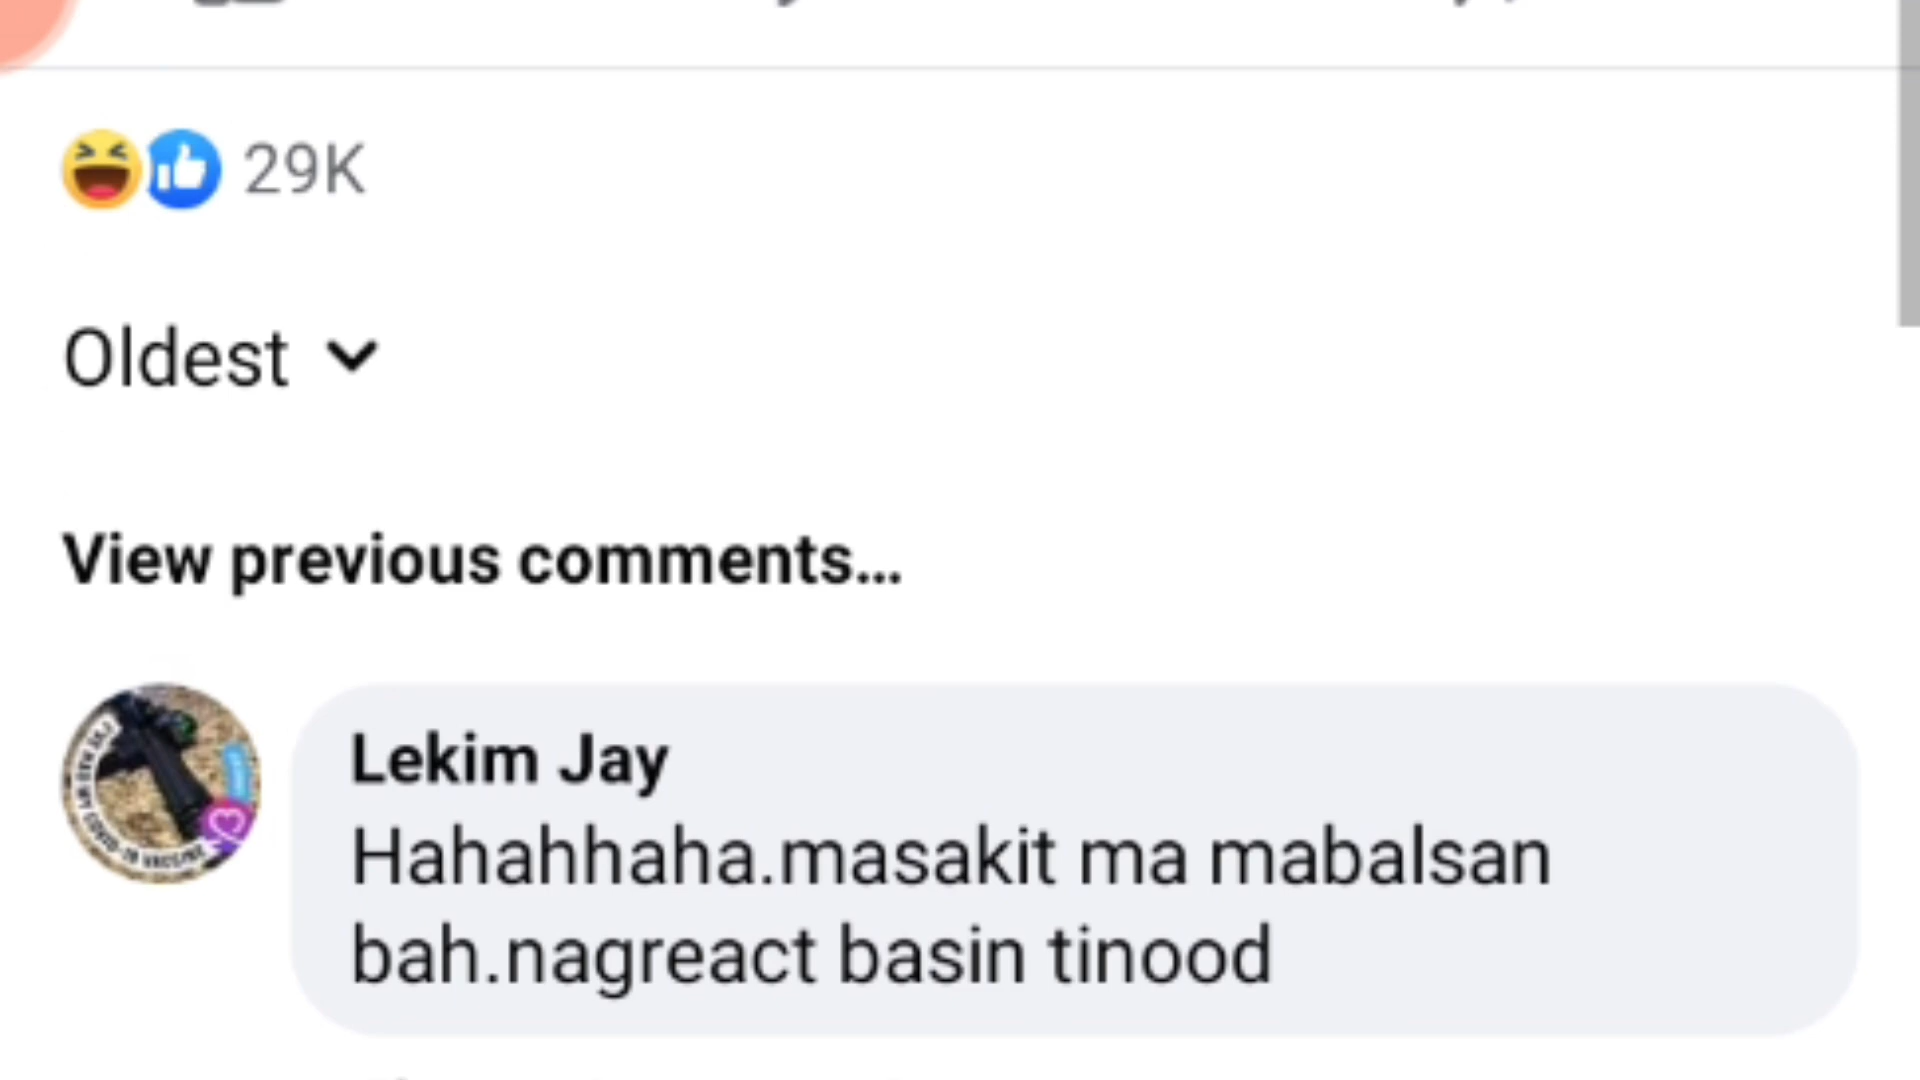 29K
Oldest
View previous comments...
Lekim Jay
Hahahhaha.masakit ma mabalsan
bah.nagreact basin tinood